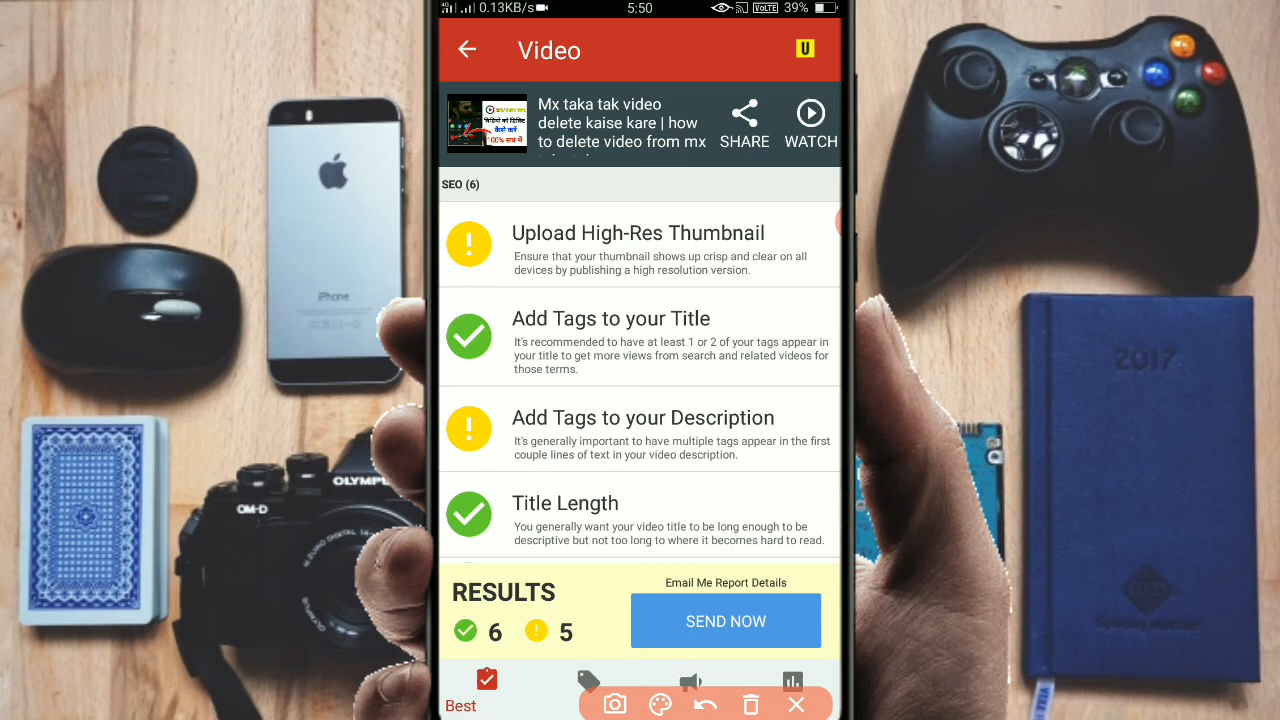 0.13KB/s
5:50
VoLTE 39%
Video
U
Mx taka tak video
delete kaise kare | how
to delete video from mx
SHARE
WATCH
वीडियो को डिलिट
कैसे करें
100% सच में
SEO (6)
Upload High-Res Thumbnail
Ensure that your thumbnail shows up crisp and clear on all
devices by publishing a high resolution version.
Add Tags to your Title
It's recommended to have at least 1 or 2 of your tags appear in
your title to get more views from search and related videos for
those terms.
Add Tags to your Description
It's generally important to have multiple tags appear in the first
couple lines of text in your video description.
Title Length
You generally want your video title to be long enough to be
descriptive but not too long to where it becomes hard to read.
RESULTS
6 5
Email Me Report Details
SEND NOW
Best
iPhone
OLYMPUS
OM-D
2017